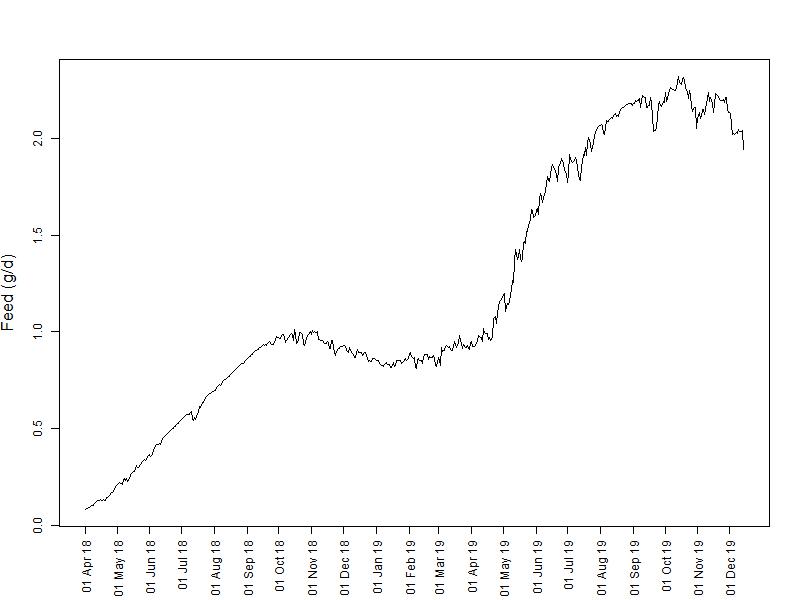 Feed (g/d)
2.0
1.5
1.0
0.5
0.0
01 Apr 18
01 May 18
01 Jun 18
01 Jul 18
01 Aug 18
01 Sep 18
01 Oct 18
01 Nov 18
01 Dec 18
01 Jan 19
01 Feb 19
01 Mar 19
01 Apr 19
01 May 19
01 Jun 19
01 Jul 19
01 Aug 19
01 Sep 19
01 Oct 19
01 Nov 19
01 Dec 19